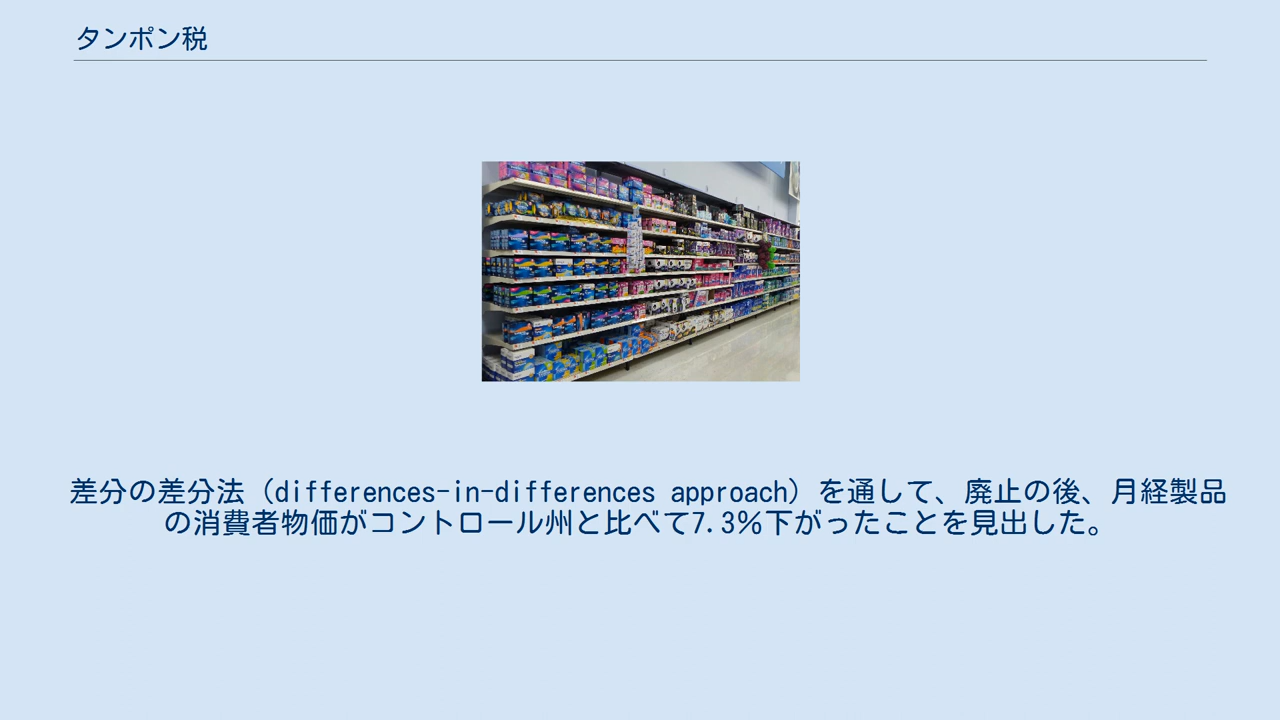 タンポン税
差分の差分法（differences-in-differences approach）を通して、廃止の後、月経製品
の消費者物価がコントロール州と比べて7.3%下がったことを見出した。